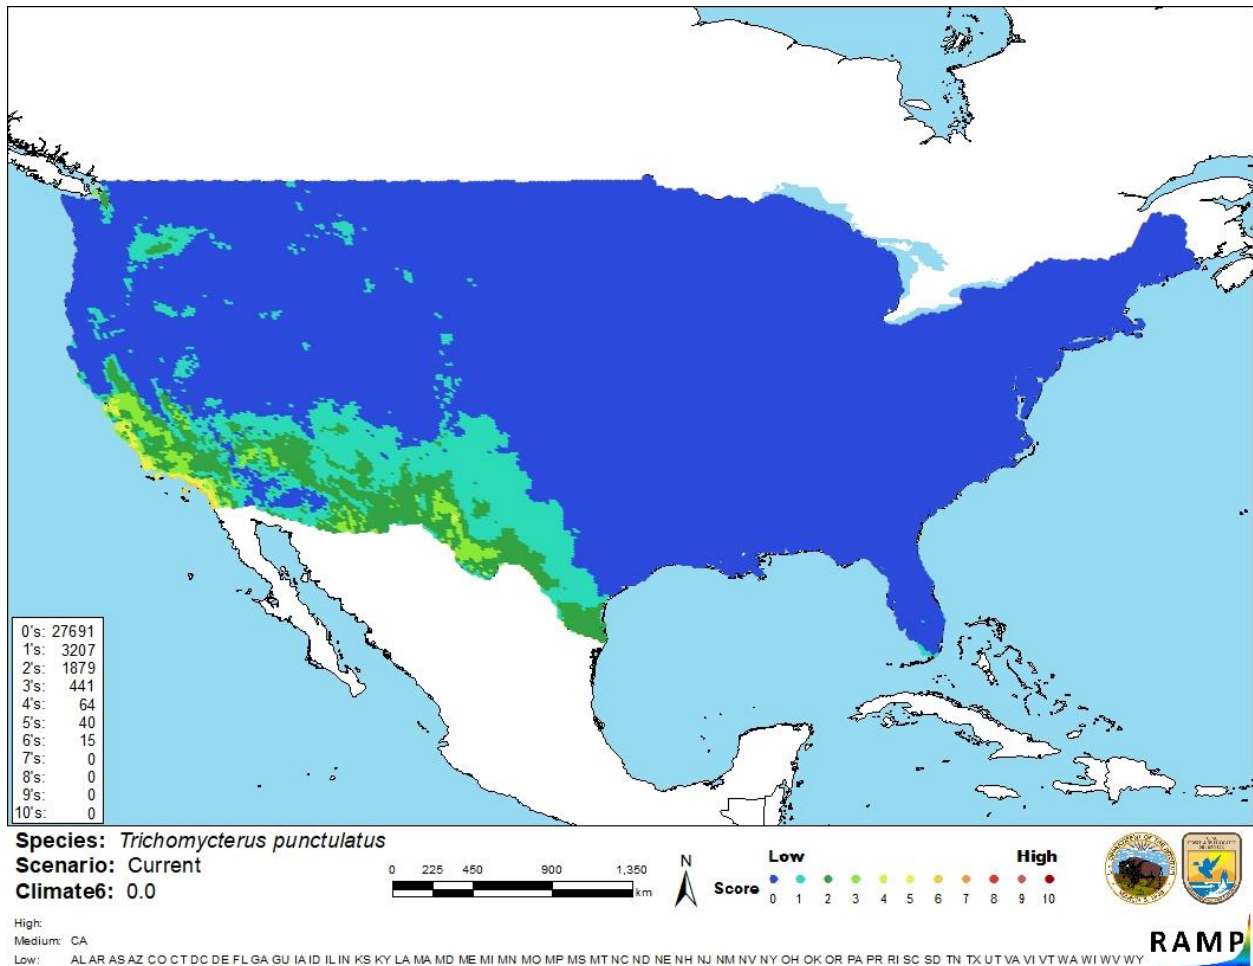 0's: 27691
1's: 3207
2's: 1879
3's: 441
4's: 64
5's: 40
6's: 15
7's: 0
8's: 0
9's: 0
10's: 0
Species: Trichomycterus punctulatus
Scenario: Current
Climate6: 0.0
0 225 450 900 1,350
km
N
Low High
Score
0 1 2 3 4 5 6 7 8 9 10
High:
Medium: CA
Low: AL AR AS AZ CO CT DC DE FL GA GU IA ID IL IN KS KY LA MA MD ME MI MN MO MP MS MT NC ND NE NH NJ NM NV NY OH OK OR PA PR RI SC SD TN TX UT VA VI VT WA WI WV WY
RAMP